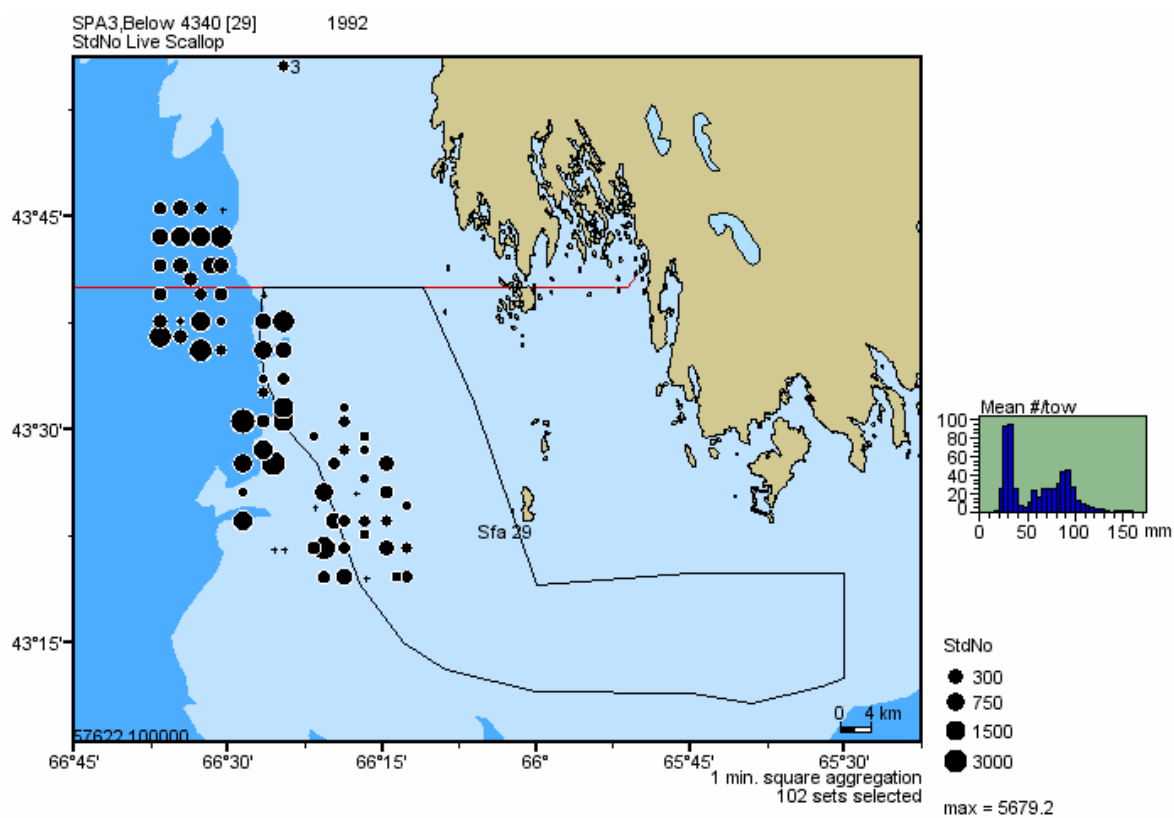 SPA3,Below 4340 [29] 1992
StdNo Live Scallop
3
43°45'
43°30'
43°15'
Sfa 29
0 4 km
57622 100000
66°45' 66°30' 66°15' 66° 65°45' 65°30'
1 min. square aggregation
102 sets selected
Mean #/tow
100
80
60
40
20
0
0 50 100 150 mm
StdNo
300
750
1500
3000
max = 5679.2